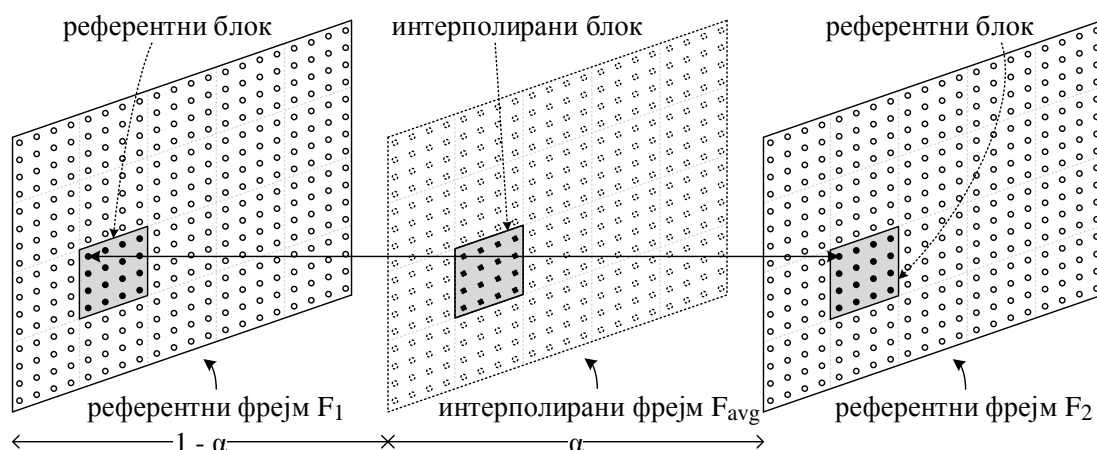 референтни блок
интерполирани блок
референтни блок
референтни фрејм F1
интерполирани фрејм Favg
референтни фрејм F2
1 - α
α